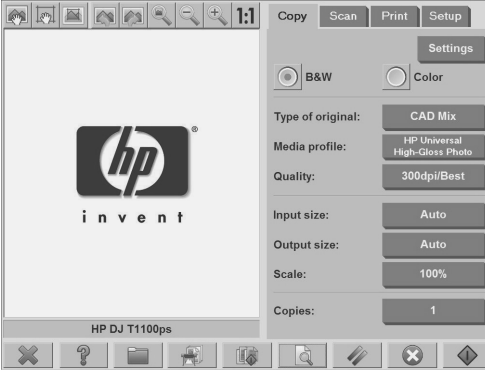 1:1
Copy
Scan
Print
Setup
Settings
B&W
Color
Type of original:
CAD Mix
Media profile:
HP Universal
High-Gloss Photo
Quality:
300dpi/Best
Input size:
Auto
Output size:
Auto
Scale:
100%
Copies:
1
hp
®
invent
HP DJ T1100ps